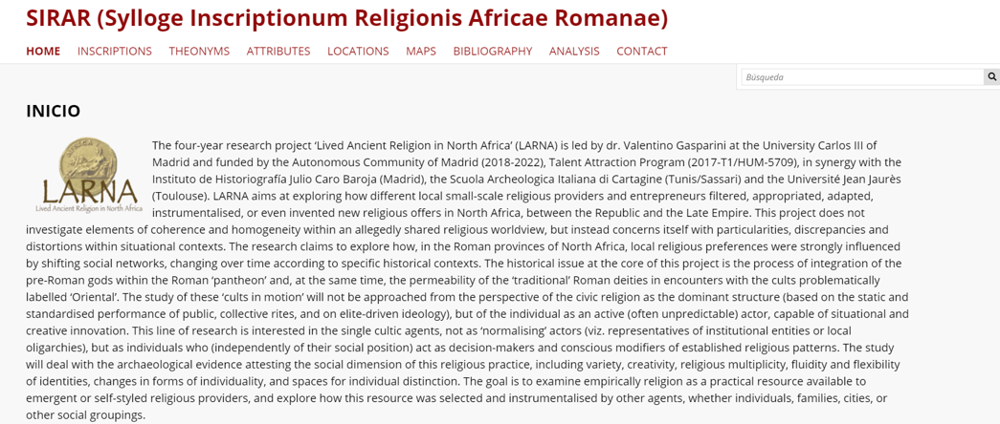 SIRAR (Sylloge Inscriptionum Religionis Africae Romanae)
HOME INSCRIPTIONS THEONYMS ATTRIBUTES LOCATIONS MAPS BIBLIOGRAPHY ANALYSIS CONTACT
Búsqueda
INICIO
LARNA
Lived Ancient Religion in North Africa
The four-year research project ‘Lived Ancient Religion in North Africa’ (LARNA) is led by dr. Valentino Gasparini at the University Carlos III of
Madrid and funded by the Autonomous Community of Madrid (2018-2022), Talent Attraction Program (2017-T1/HUM-5709), in synergy with the
Instituto de Historiografía Julio Caro Baroja (Madrid), the Scuola Archeologica Italiana di Cartagine (Tunis/Sassari) and the Université Jean Jaurès
(Toulouse). LARNA aims at exploring how different local small-scale religious providers and entrepreneurs filtered, appropriated, adapted,
instrumentalised, or even invented new religious offers in North Africa, between the Republic and the Late Empire. This project does not
investigate elements of coherence and homogeneity within an allegedly shared religious worldview, but instead concerns itself with particularities, discrepancies and
distortions within situational contexts. The research claims to explore how, in the Roman provinces of North Africa, local religious preferences were strongly influenced
by shifting social networks, changing over time according to specific historical contexts. The historical issue at the core of this project is the process of integration of the
pre-Roman gods within the Roman ‘pantheon’ and, at the same time, the permeability of the ‘traditional’ Roman deities in encounters with the cults problematically
labelled ‘Oriental’. The study of these ‘cults in motion’ will not be approached from the perspective of the civic religion as the dominant structure (based on the static and
standardised performance of public, collective rites, and on elite-driven ideology), but of the individual as an active (often unpredictable) actor, capable of situational and
creative innovation. This line of research is interested in the single cultic agents, not as ‘normalising’ actors (viz. representatives of institutional entities or local
oligarchies), but as individuals who (independently of their social position) act as decision-makers and conscious modifiers of established religious patterns. The study
will deal with the archaeological evidence attesting the social dimension of this religious practice, including variety, creativity, religious multiplicity, fluidity and flexibility
of identities, changes in forms of individuality, and spaces for individual distinction. The goal is to examine empirically religion as a practical resource available to
emergent or self-styled religious providers, and explore how this resource was selected and instrumentalised by other agents, whether individuals, families, cities, or
other social groupings.